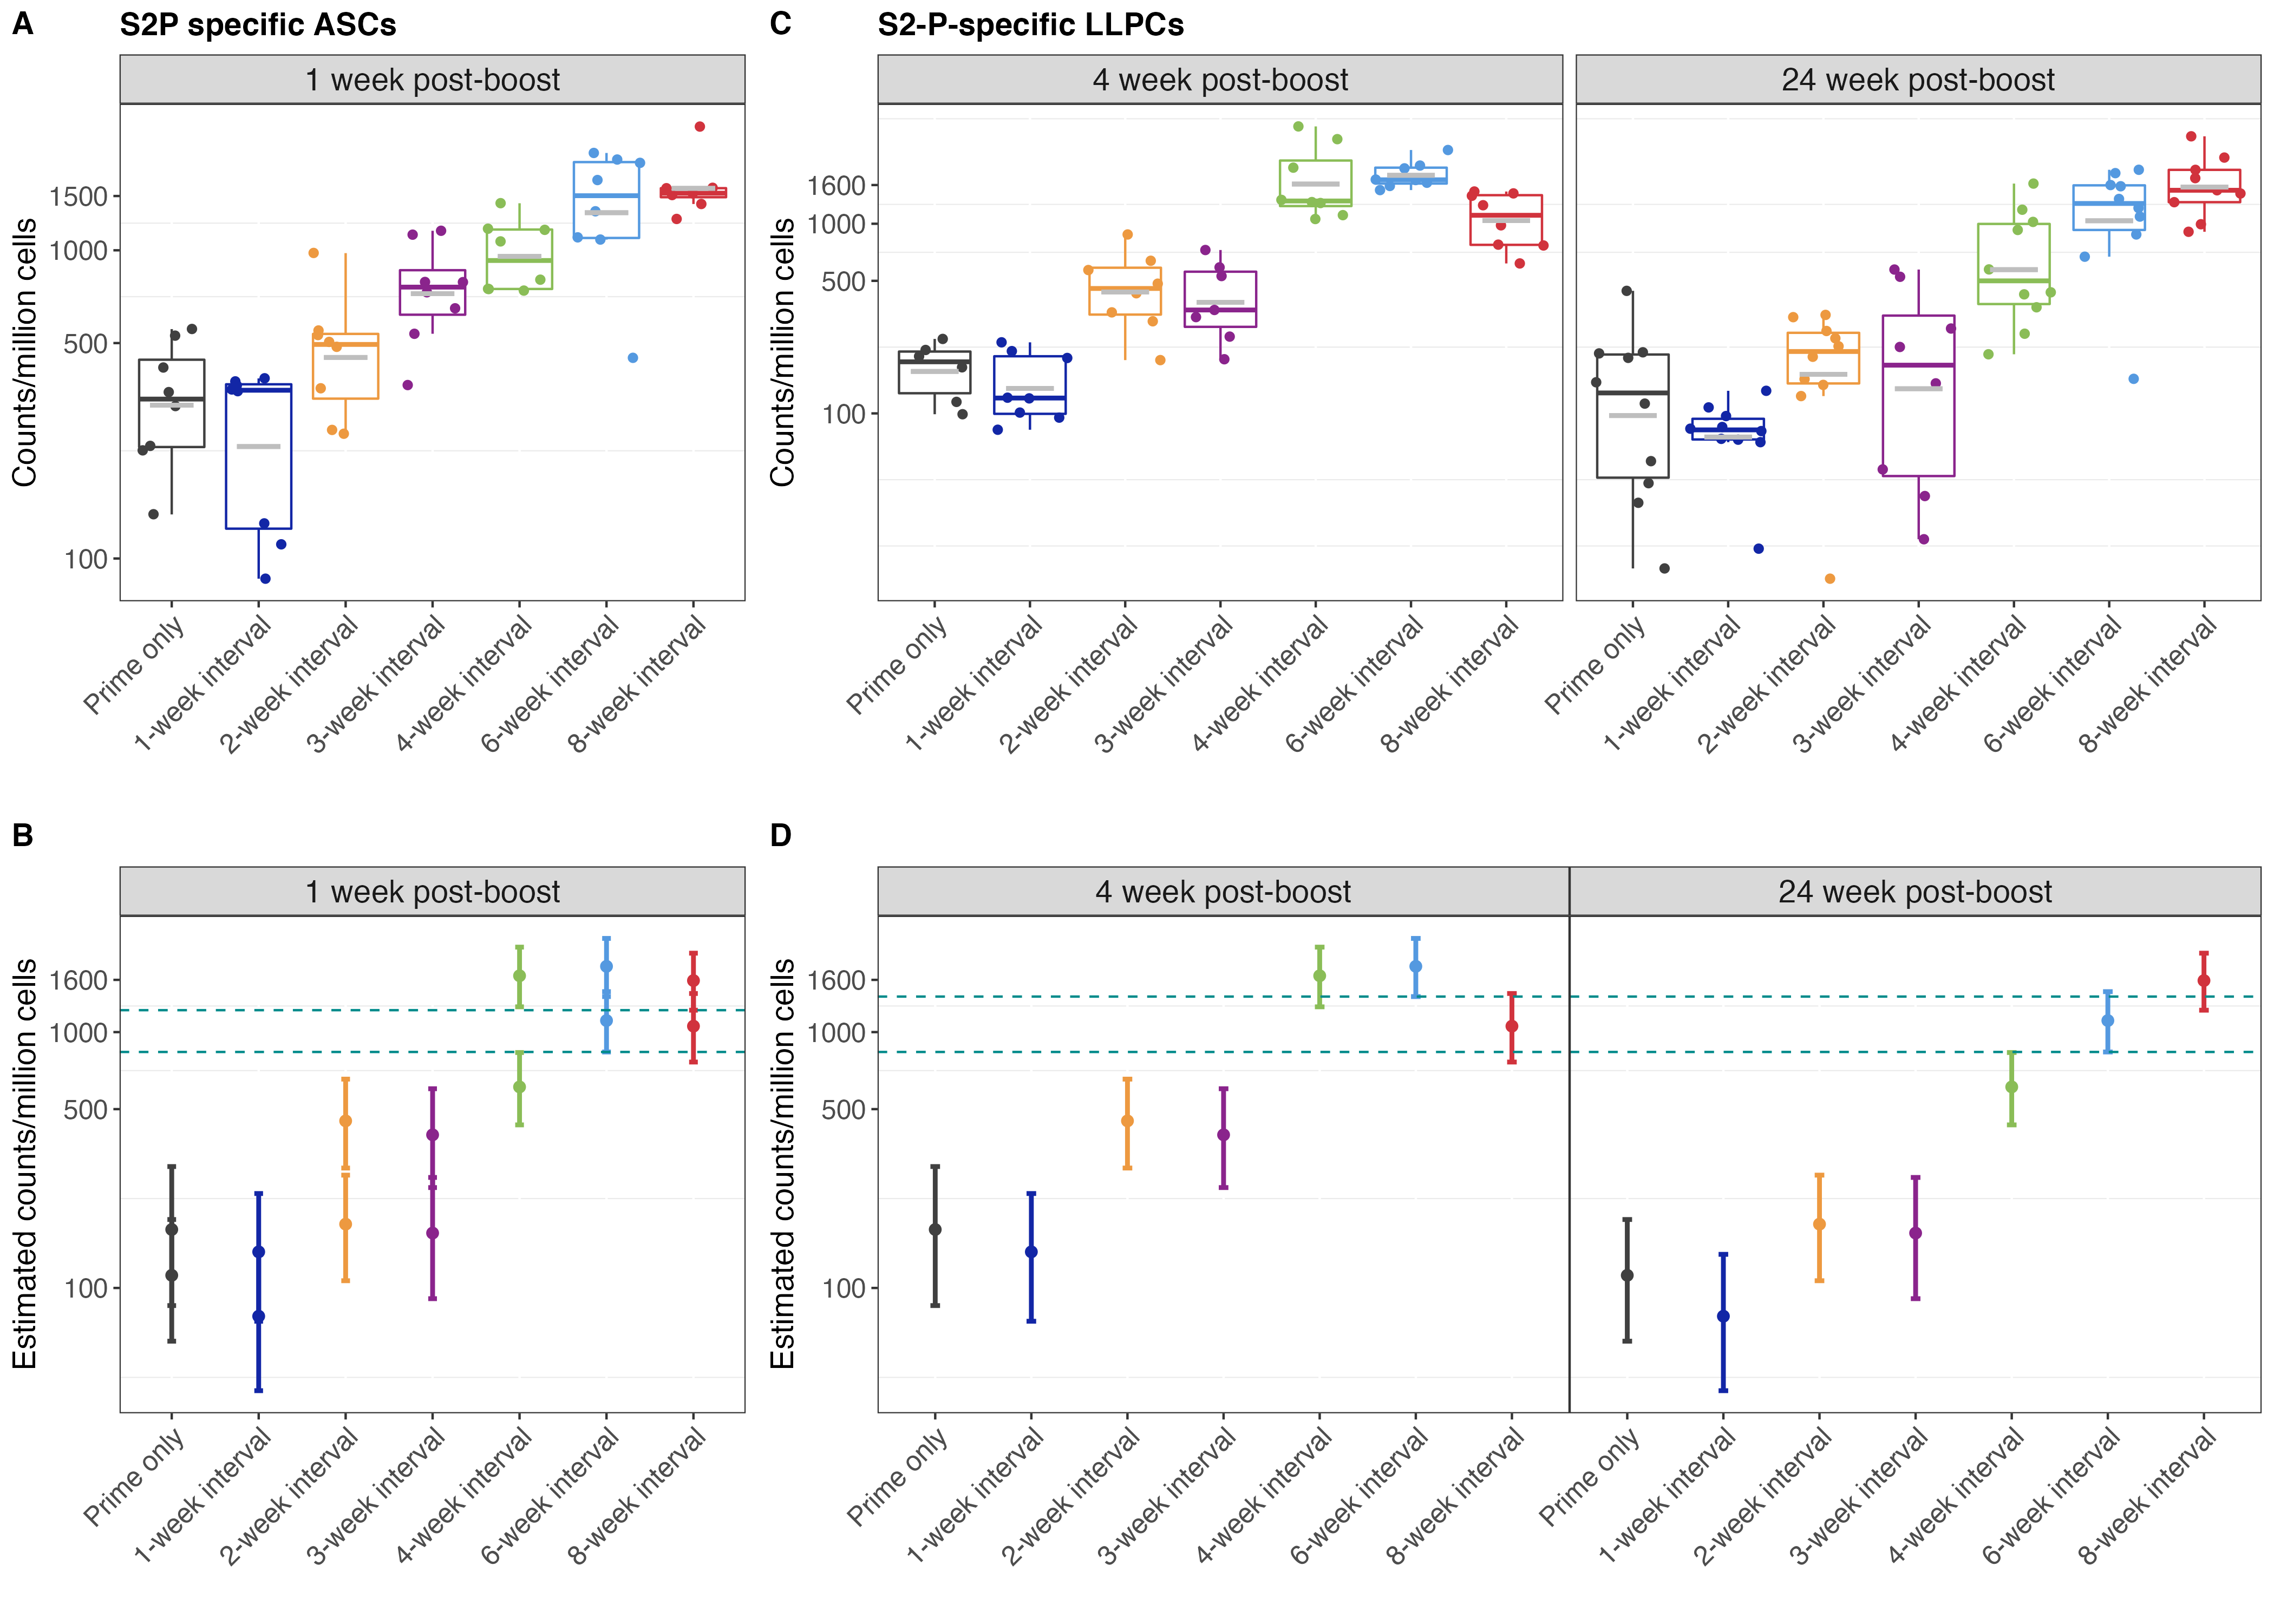 A S2P specific ASCs
1 week post-boost
Counts/million cells
1500
1000
500
100
Prime only
1-week interval
2-week interval
3-week interval
4-week interval
6-week interval
8-week interval
C S2-P-specific LLPCs
4 week post-boost
24 week post-boost
Counts/million cells
1600
1000
500
100
Prime only
1-week interval
2-week interval
3-week interval
4-week interval
6-week interval
8-week interval
Prime only
1-week interval
2-week interval
3-week interval
4-week interval
6-week interval
8-week interval
B
1 week post-boost
Estimated counts/million cells
1600
1000
500
100
Prime only
1-week interval
2-week interval
3-week interval
4-week interval
6-week interval
8-week interval
D
4 week post-boost
24 week post-boost
Estimated counts/million cells
1600
1000
500
100
Prime only
1-week interval
2-week interval
3-week interval
4-week interval
6-week interval
8-week interval
Prime only
1-week interval
2-week interval
3-week interval
4-week interval
6-week interval
8-week interval